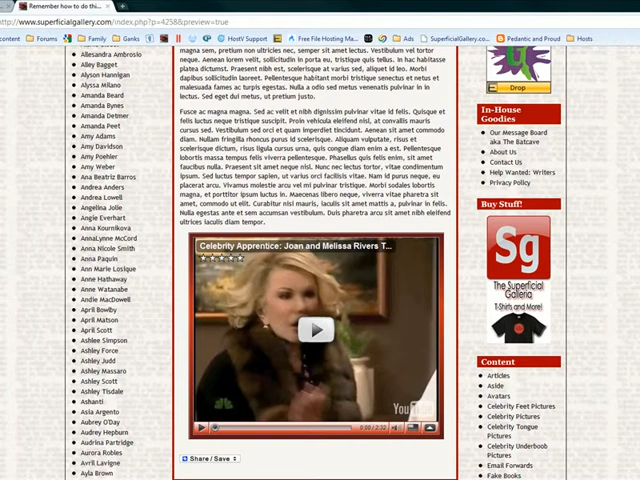 Remember how to do thi...
http://www.superficialgallery.com/index.php?p=4258&preview=true
content
Forums
Family
Banks
HostV Support
Free File Hosting Ma...
Ads
SuperficialGallery.co...
Pedantic and Proud
Hosts
Allesandra Ambrosio
Alley Bagget
Alyson Hannigan
Alyssa Milano
Amanda Beard
Amanda Bynes
Amanda Detmer
Amanda Peet
Amy Adams
Amy Davidson
Amy Poehler
Amy Weber
Ana Beatriz Barros
Andrea Anders
Andrea Lowell
Angelina Jolie
Angie Everhart
Anna Kournikova
AnnaLynne McCord
Anna Nicole Smith
Anna Paquin
Ann Marie Losique
Anne Hathaway
Anne Watanabe
Andie MacDowell
April Bowlby
April Matson
April Scott
Ashlee Simpson
Ashley Force
Ashley Judd
Ashley Massaro
Ashley Scott
Ashley Tisdale
Ashanti
Asia Argento
Aubrey O'Day
Audrey Hepburn
Audrina Partridge
Aurora Robles
Avril Lavigne
Ayla Brown
magna sem, pretium non ultricies nec, semper sit amet lectus. Vestibulum vel tortor
neque. Aenean lorem velit, sollicitudin in porta eu, tristique quis tellus. In hac habitasse
platea dictumst. Praesent nibh est, scelerisque at varius sed, aliquet id leo. Morbi
dapibus sollicitudin laoreet. Pellentesque habitant morbi tristique senectus et netus et
malesuada fames ac turpis egestas. Nulla a odio sed metus venenatis pulvinar in in
lectus. Sed eget dui metus, ut pretium justo.
Fusce ac magna magna. Sed ac velit et nibh dignissim pulvinar vitae id felis. Quisque et
felis luctus neque tristique suscipit. Proin vehicula eleifend nisl, at convallis mauris
cursus sed. Vestibulum sed orci et quam imperdiet tincidunt. Aenean sit amet commodo
diam. Nullam fringilla rhoncus purus id scelerisque. Aliquam vulputate, risus et
scelerisque dictum, risus ligula cursus urna, quis congue diam enim a est. Pellentesque
lobortis massa tempus felis viverra pellentesque. Phasellus quis felis enim, sit amet
faucibus nulla. Praesent sit amet neque nisi. Nunc nec lectus tortor, vitae condimentum
ipsum. Sed luctus tempor sapien, ut varius orci facilisis vitae. Nam id purus neque, eu
placerat arcu. Vivamus molestie arcu vel mi pulvinar tristique. Morbi sodales lobortis
magna, et porttitor ipsum luctus in. Maecenas libero neque, viverra vitae pharetra sit
amet, commodo ut elit. Curabitur nisi mauris, iaculis sit amet mattis a, pulvinar in felis.
Nulla egestas ante et sem accumsan vestibulum. Duis pharetra arcu sit amet nibh eleifend
ultrices iaculis diam tempor.
Celebrity Apprentice: Joan and Melissa Rivers T...
YouTube
0:00 / 2:32
Share / Save
Drop
In-House
Goodies
Our Message Board
aka The Batcave
About Us
Contact Us
Help Wanted: Writers
Privacy Policy
Buy Stuff!
Sg
The Superficial
Galleria
T-Shirts and More!
Content
Articles
Aside
Avatars
Celebrity Feet Pictures
Celebrity Pictures
Celebrity Tongue
Pictures
Celebrity Underboob
Pictures
Email Forwards
Fake Books